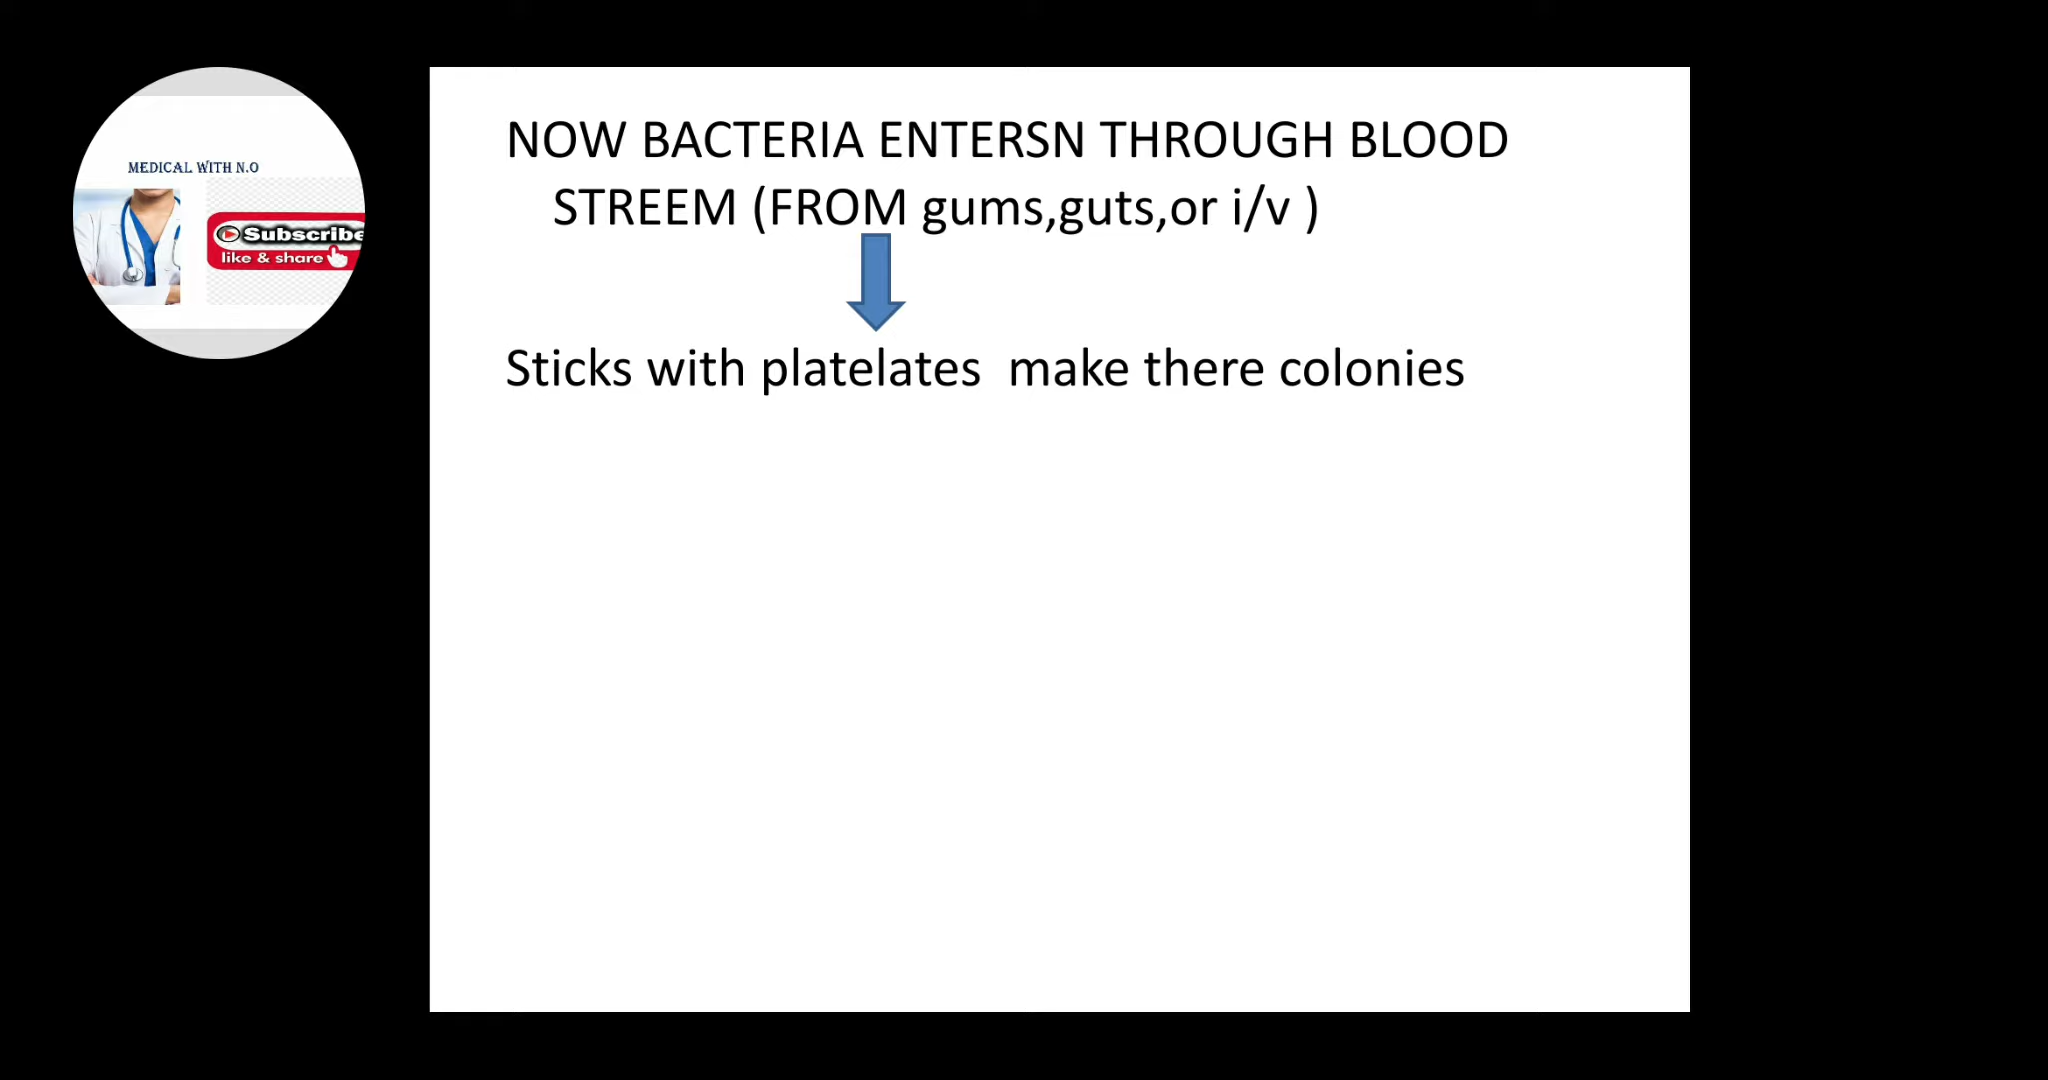 MEDICAL WITH N.O
Subscribe
like & share
NOW BACTERIA ENTERSN THROUGH BLOOD
STREEM (FROM gums,guts,or i/v )
Sticks with platelates  make there colonies